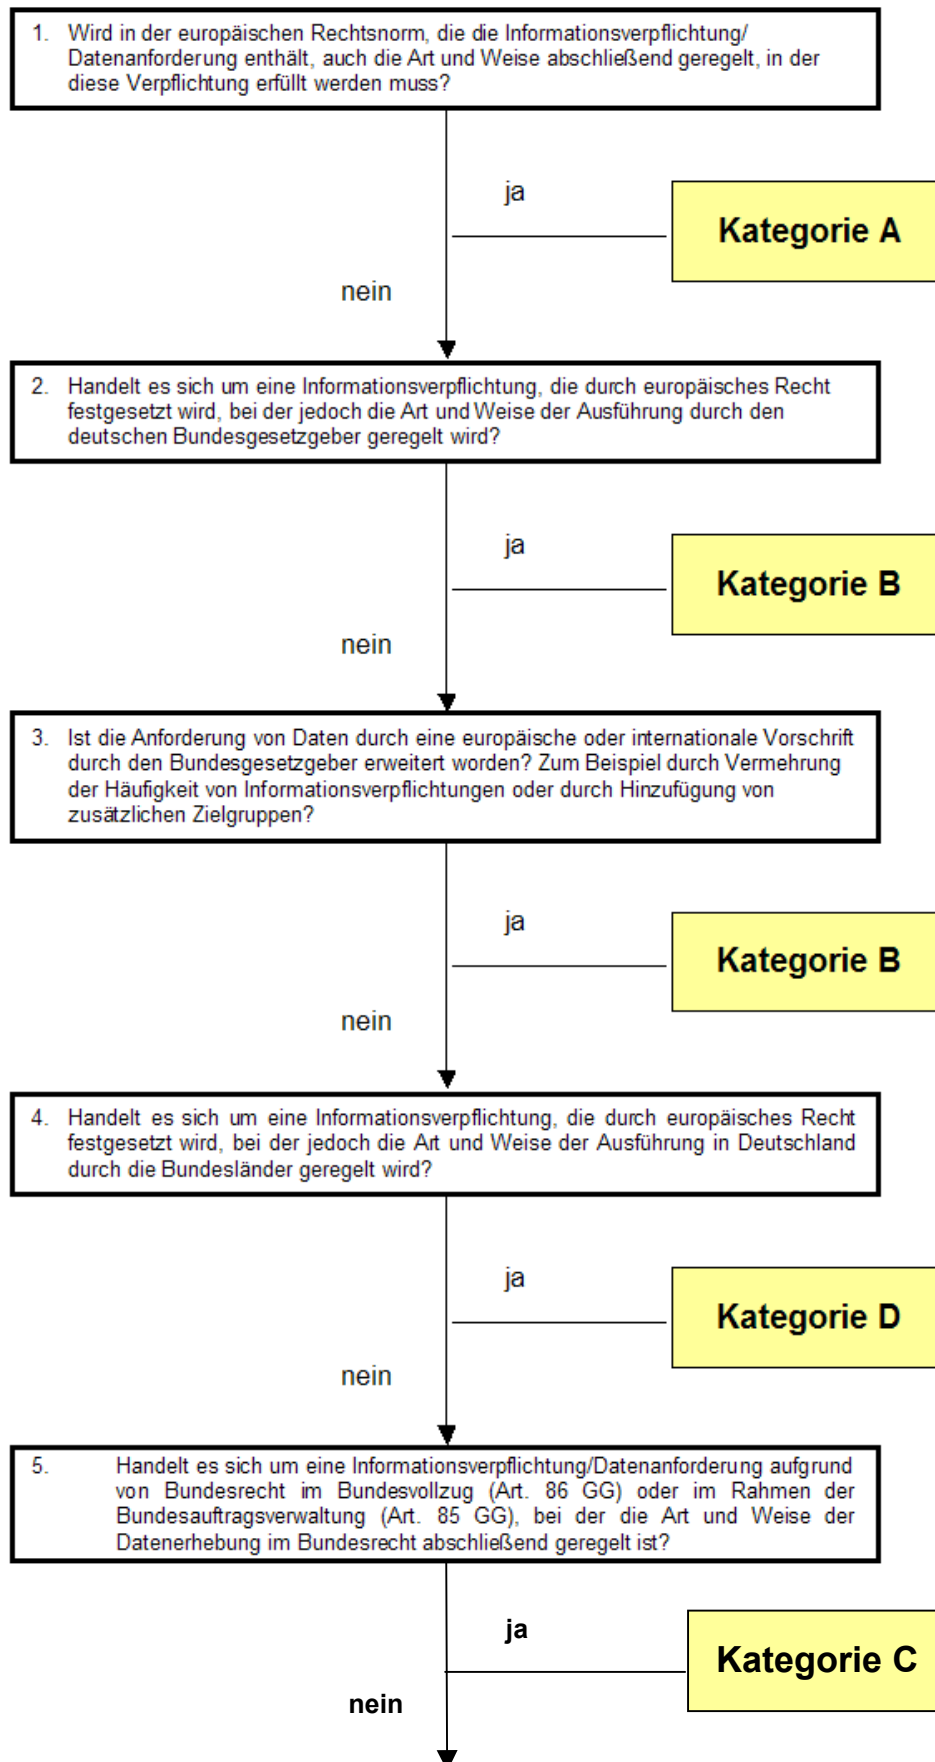 1. Wird in der europäischen Rechtsnorm, die die Informationsverpflichtung/
Datenanforderung enthält, auch die Art und Weise abschließend geregelt, in der
diese Verpflichtung erfüllt werden muss?
ja
Kategorie A
nein
2. Handelt es sich um eine Informationsverpflichtung, die durch europäisches Recht
festgesetzt wird, bei der jedoch die Art und Weise der Ausführung durch den
deutschen Bundesgesetzgeber geregelt wird?
ja
Kategorie B
nein
3. Ist die Anforderung von Daten durch eine europäische oder internationale Vorschrift
durch den Bundesgesetzgeber erweitert worden? Zum Beispiel durch Vermehrung
der Häufigkeit von Informationsverpflichtungen oder durch Hinzufügung von
zusätzlichen Zielgruppen?
ja
Kategorie B
nein
4. Handelt es sich um eine Informationsverpflichtung, die durch europäisches Recht
festgesetzt wird, bei der jedoch die Art und Weise der Ausführung in Deutschland
durch die Bundesländer geregelt wird?
ja
Kategorie D
nein
5. Handelt es sich um eine Informationsverpflichtung/Datenanforderung aufgrund
von Bundesrecht im Bundesvollzug (Art. 86 GG) oder im Rahmen der
Bundesauftragsverwaltung (Art. 85 GG), bei der die Art und Weise der
Datenerhebung im Bundesrecht abschließend geregelt ist?
ja
Kategorie C
nein